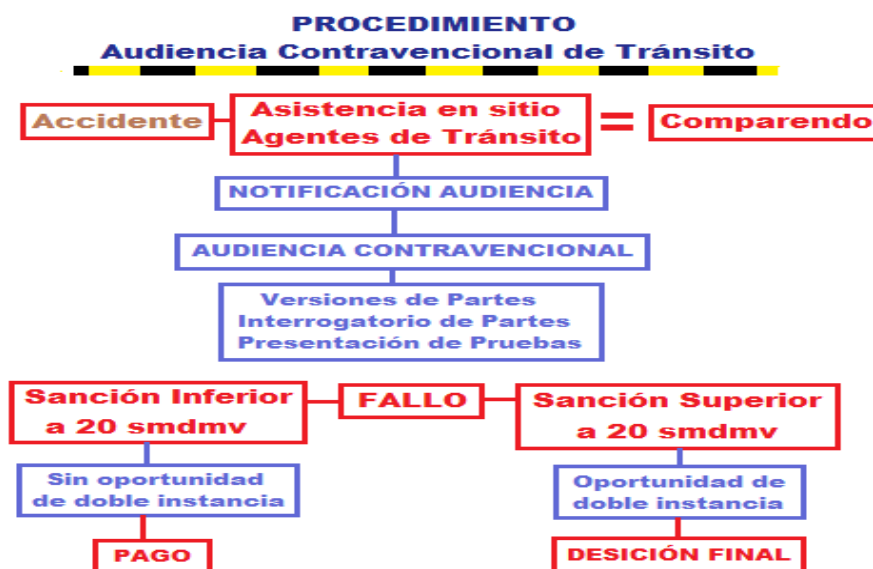 PROCEDIMIENTO
Audiencia Contravencional de Tránsito
Accidente
Asistencia en sitio
Agentes de Tránsito
=
Comparendo
NOTIFICACIÓN AUDIENCIA
AUDIENCIA CONTRAVENCIONAL
Versiones de Partes
Interrogatorio de Partes
Presentación de Pruebas
Sanción Inferior
a 20 smdmv
FALLO
Sanción Superior
a 20 smdmv
Sin oportunidad
de doble instancia
Oportunidad de
doble instancia
PAGO
DESICIÓN FINAL